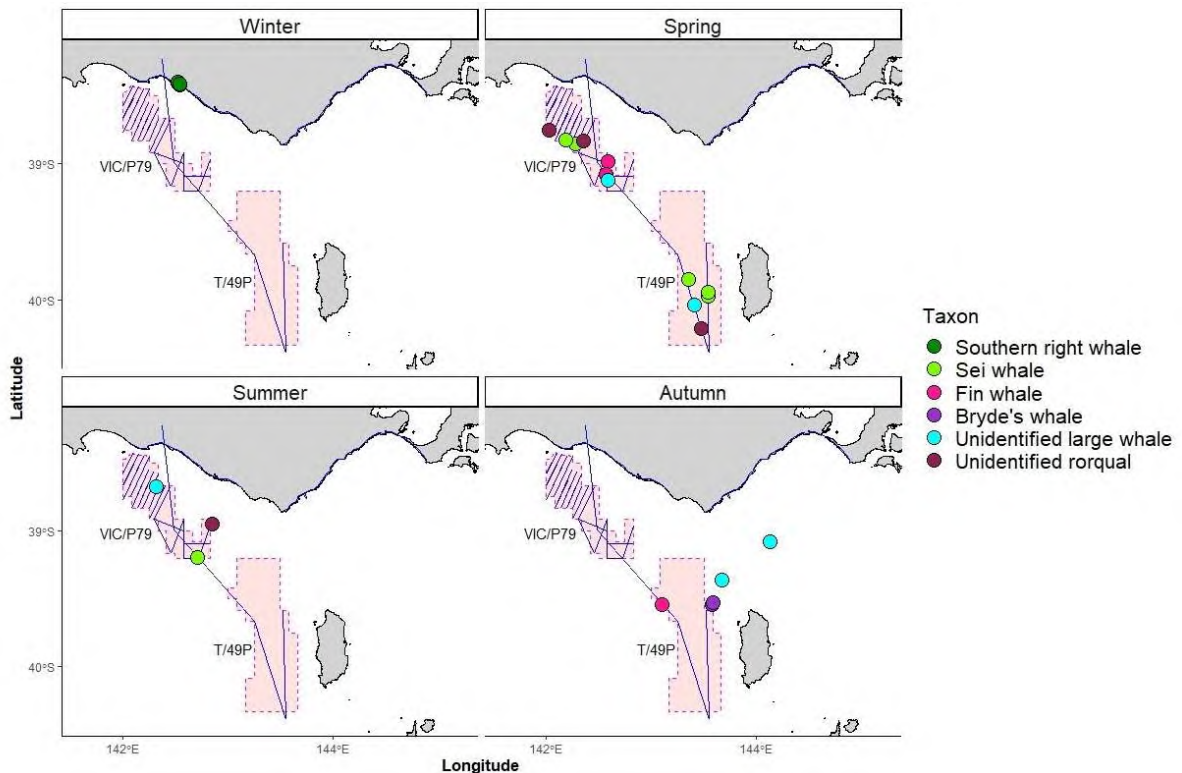 Winter
Spring
VIC/P79
VIC/P79
39°S
T/49P
T/49P
40°S
Taxon
Southern right whale
Sei whale
Fin whale
Bryde's whale
Unidentified large whale
Unidentified rorqual
Latitude
Summer
Autumn
VIC/P79
VIC/P79
39°S
T/49P
T/49P
40°S
142°E
144°E
142°E
144°E
Longitude